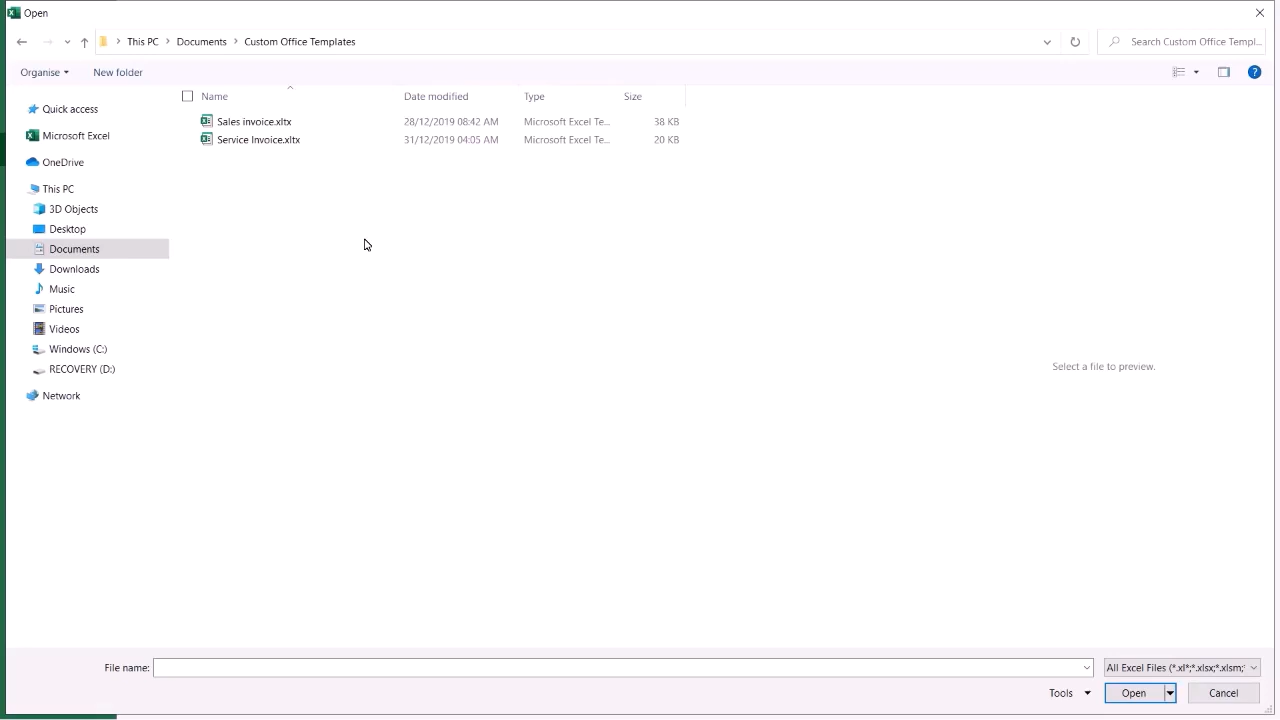 Open
This PC > Documents > Custom Office Templates
Search Custom Office Templ...
Organise
New folder
Name
Date modified
Type
Size
Sales invoice.xltx
28/12/2019 08:42 AM
Microsoft Excel Te...
38 KB
Service Invoice.xltx
31/12/2019 04:05 AM
Microsoft Excel Te...
20 KB
Quick access
Microsoft Excel
OneDrive
This PC
3D Objects
Desktop
Documents
Downloads
Music
Pictures
Videos
Windows (C:)
RECOVERY (D:)
Network
Select a file to preview.
File name:
All Excel Files (*.xl*;*.xlsx;*.xlsm;*
Tools
Open
Cancel